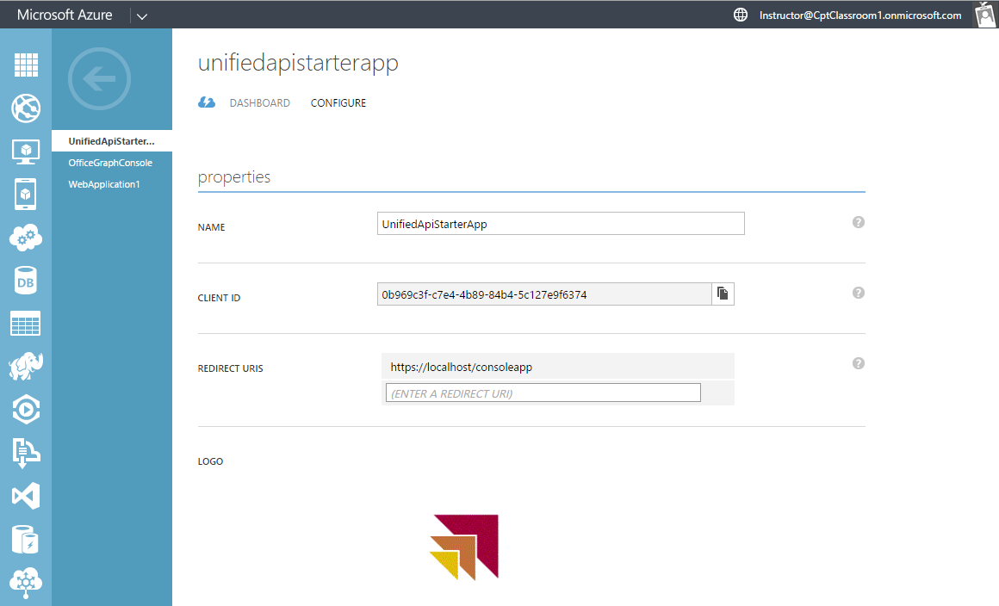 Microsoft Azure
Instructor@CptClassroom1.onmicrosoft.com
unifiedapistarterapp
DASHBOARD CONFIGURE
UnifiedApiStarter...
OfficeGraphConsole
WebApplication1
properties
NAME UnifiedApiStarterApp ?
CLIENT ID 0b969c3f-c7e4-4b89-84b4-5c127e9f6374 ?
REDIRECT URIS https://localhost/consoleapp ?
(ENTER A REDIRECT URI)
DB
LOGO